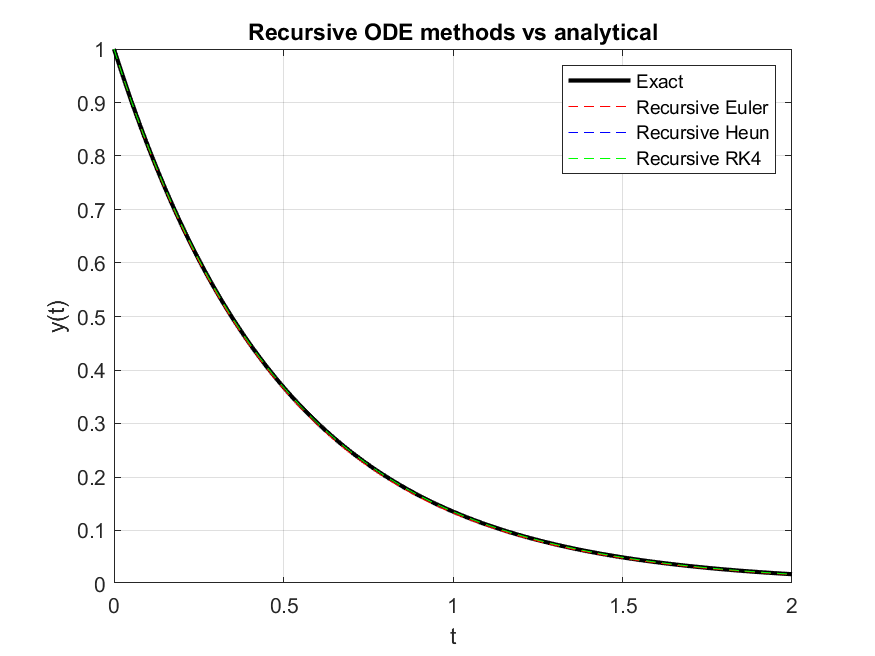 Recursive ODE methods vs analytical
1
0.9
0.8
0.7
0.6
0.5
0.4
0.3
0.2
0.1
0
y(t)
Exact
Recursive Euler
Recursive Heun
Recursive RK4
0 0.5 1 1.5 2
t